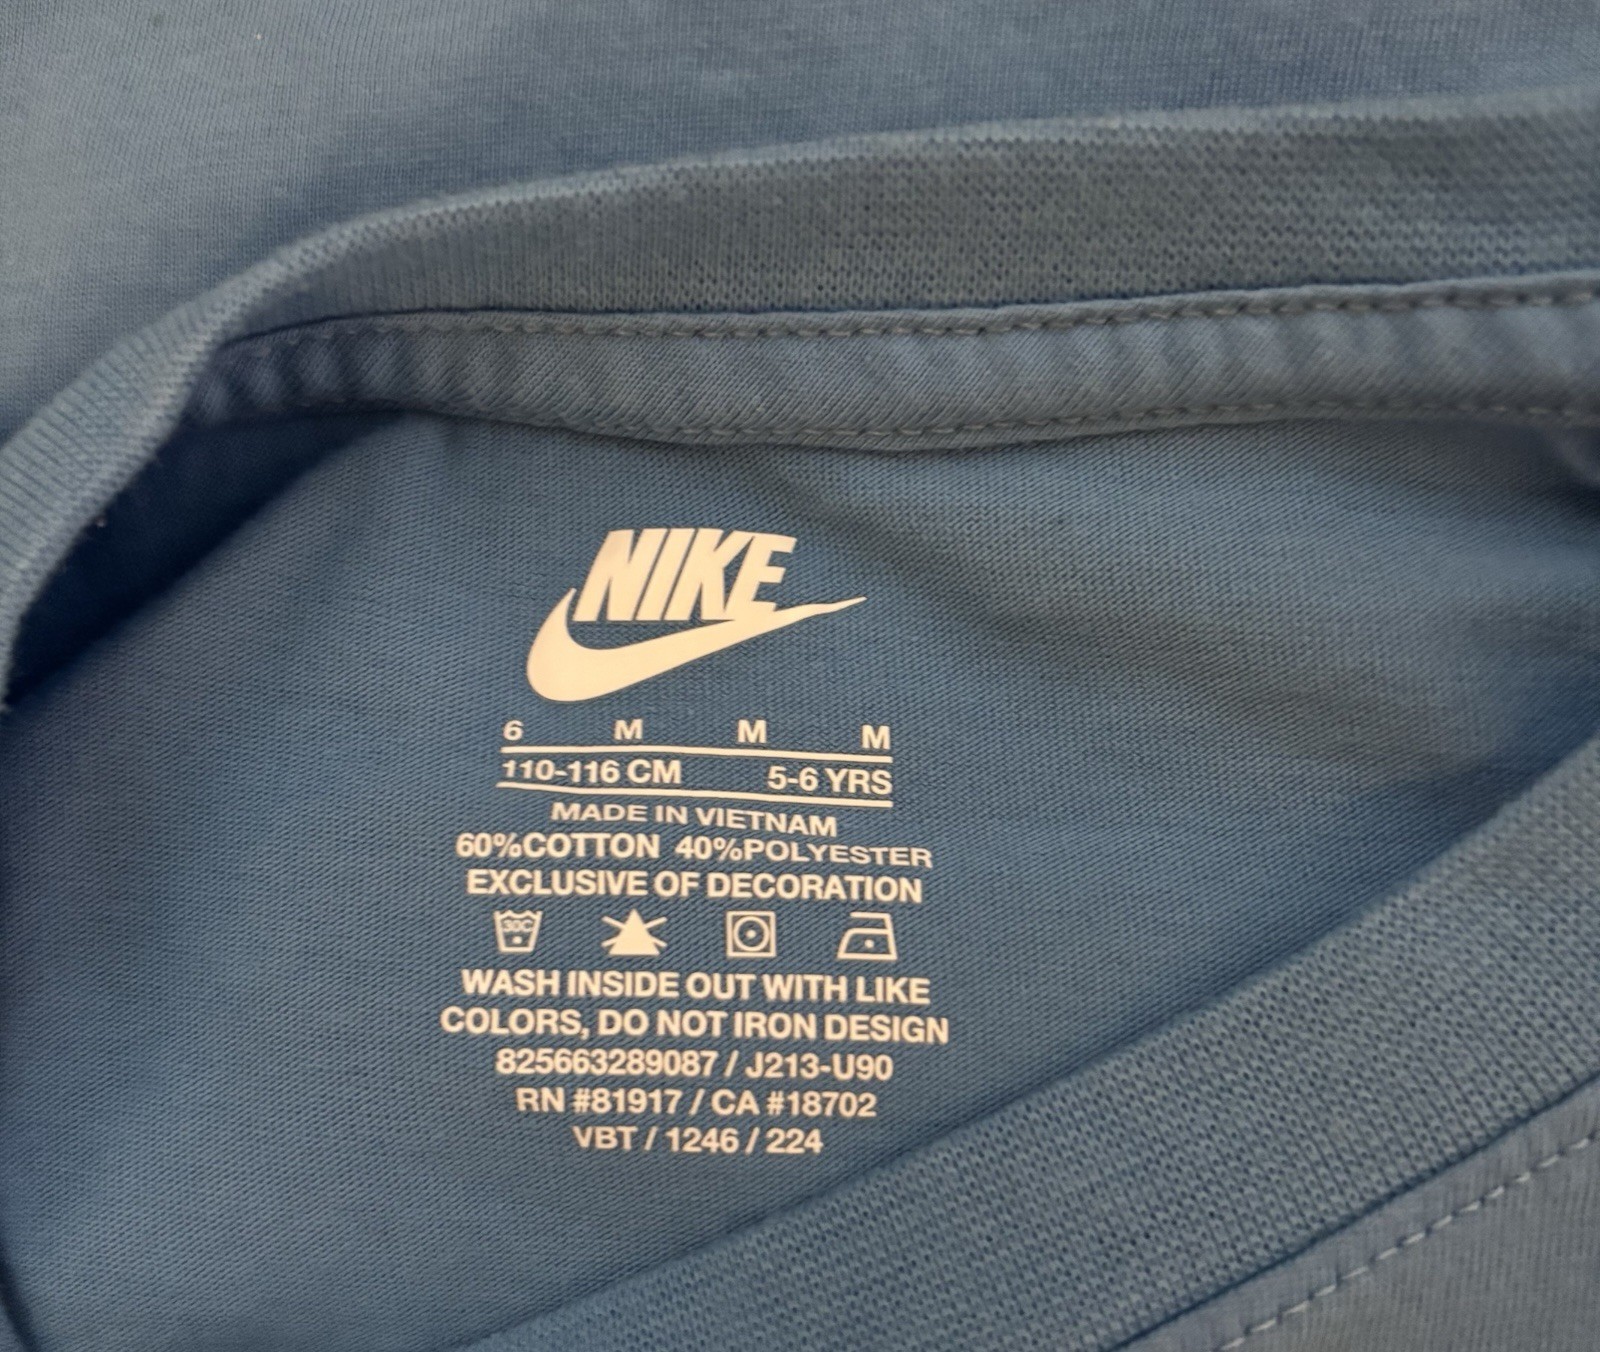 NIKE
6 M M M
110-116 CM 5-6 YRS
MADE IN VIETNAM
60%COTTON 40%POLYESTER
EXCLUSIVE OF DECORATION
30C
WASH INSIDE OUT WITH LIKE
COLORS, DO NOT IRON DESIGN
825663289087 / J213-U90
RN #81917 / CA #18702
VBT / 1246 / 224